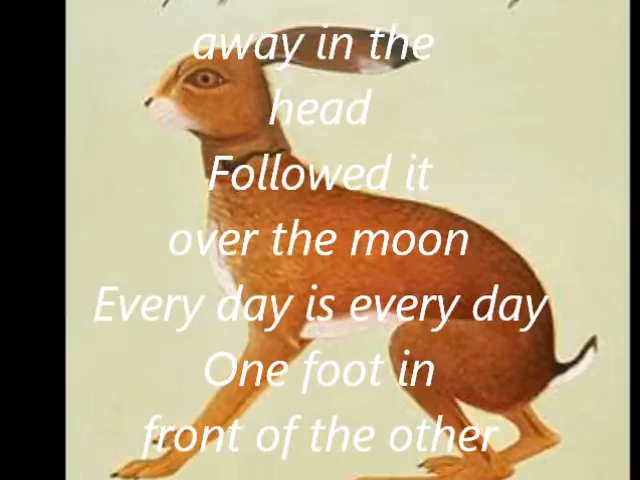 away in the
head
Followed it
over the moon
Every day is every day
One foot in
front of the other